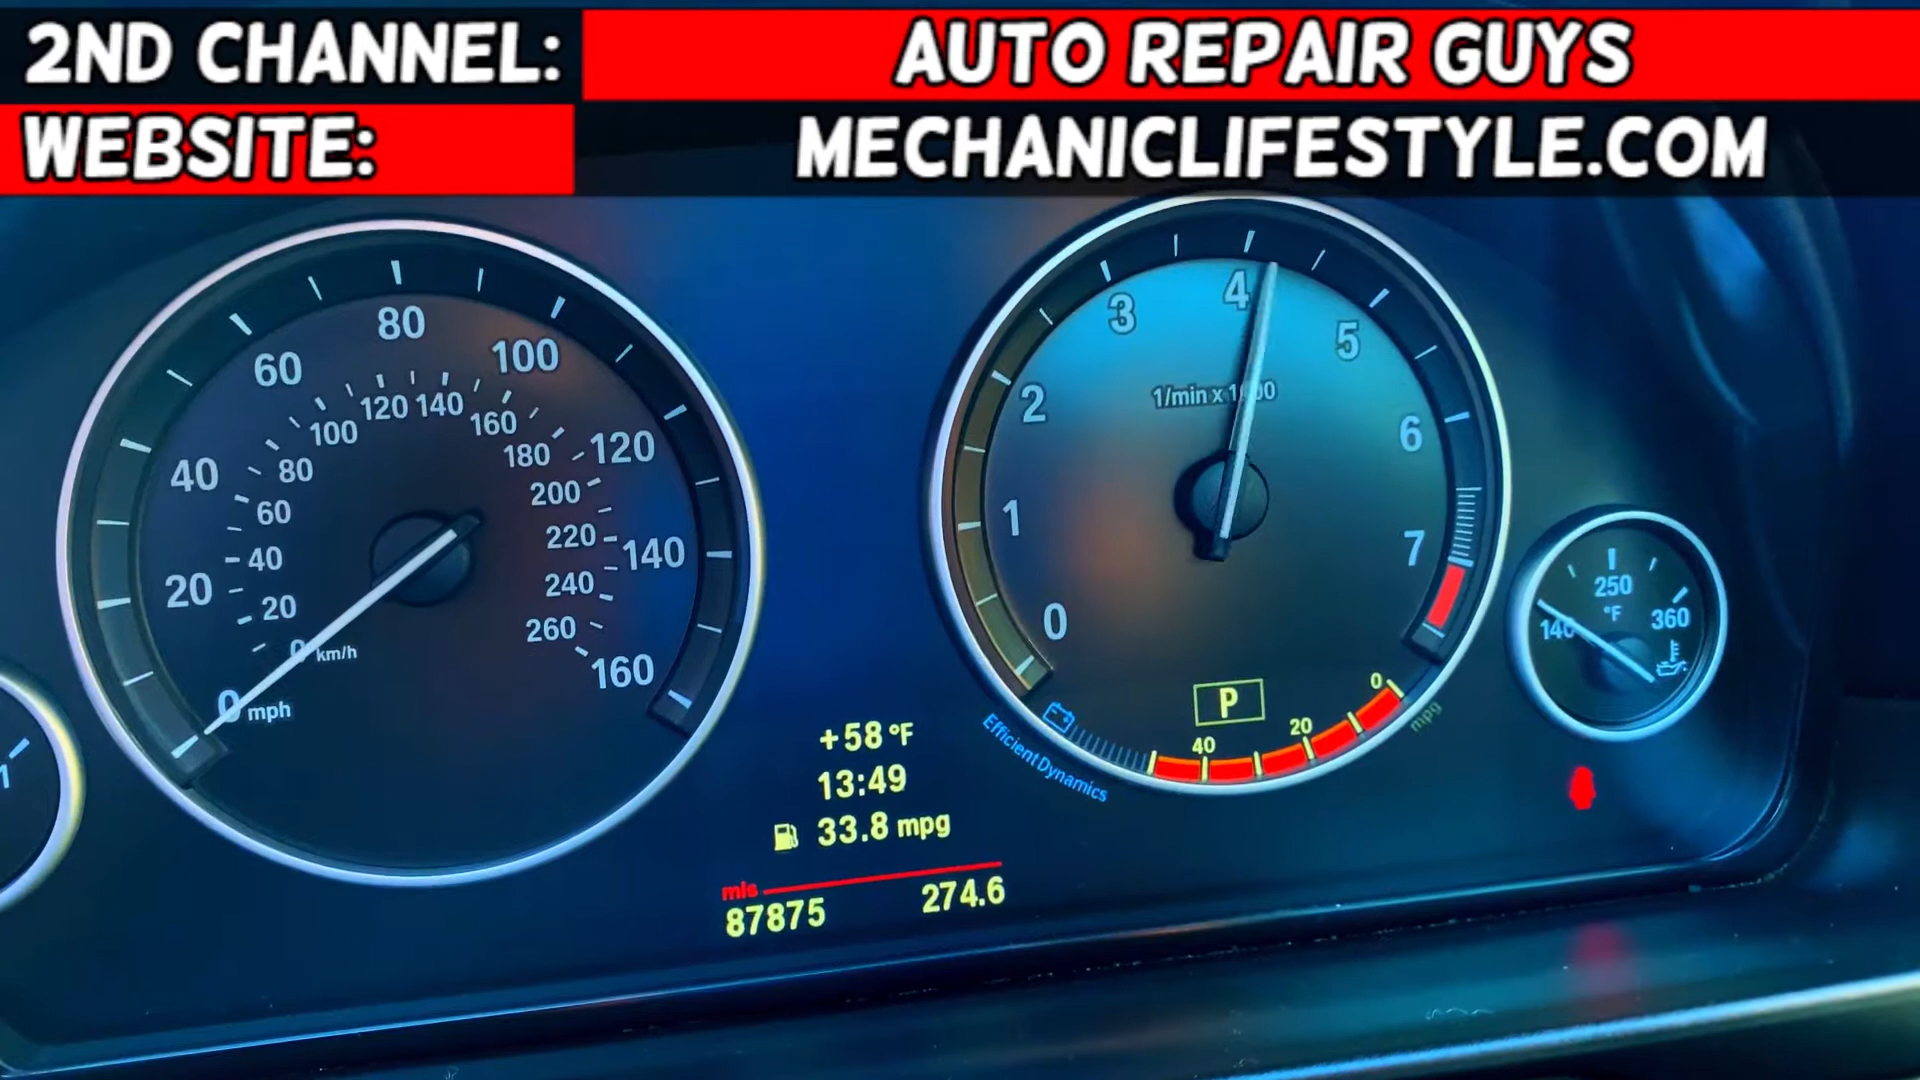 2ND CHANNEL: AUTO REPAIR GUYS
WEBSITE: MECHANICLIFESTYLE.COM
0 20 40 60 80 100 120 140 160
mph
0 20 40 60 80 100 120 140 160 180 200 220 240 260
km/h
0 1 2 3 4 5 6 7
1/min x 1000
P
40 20 0
mpg
EfficientDynamics
140 250 360
°F
1
+58 °F
13:49
33.8 mpg
mls
87875 274.6